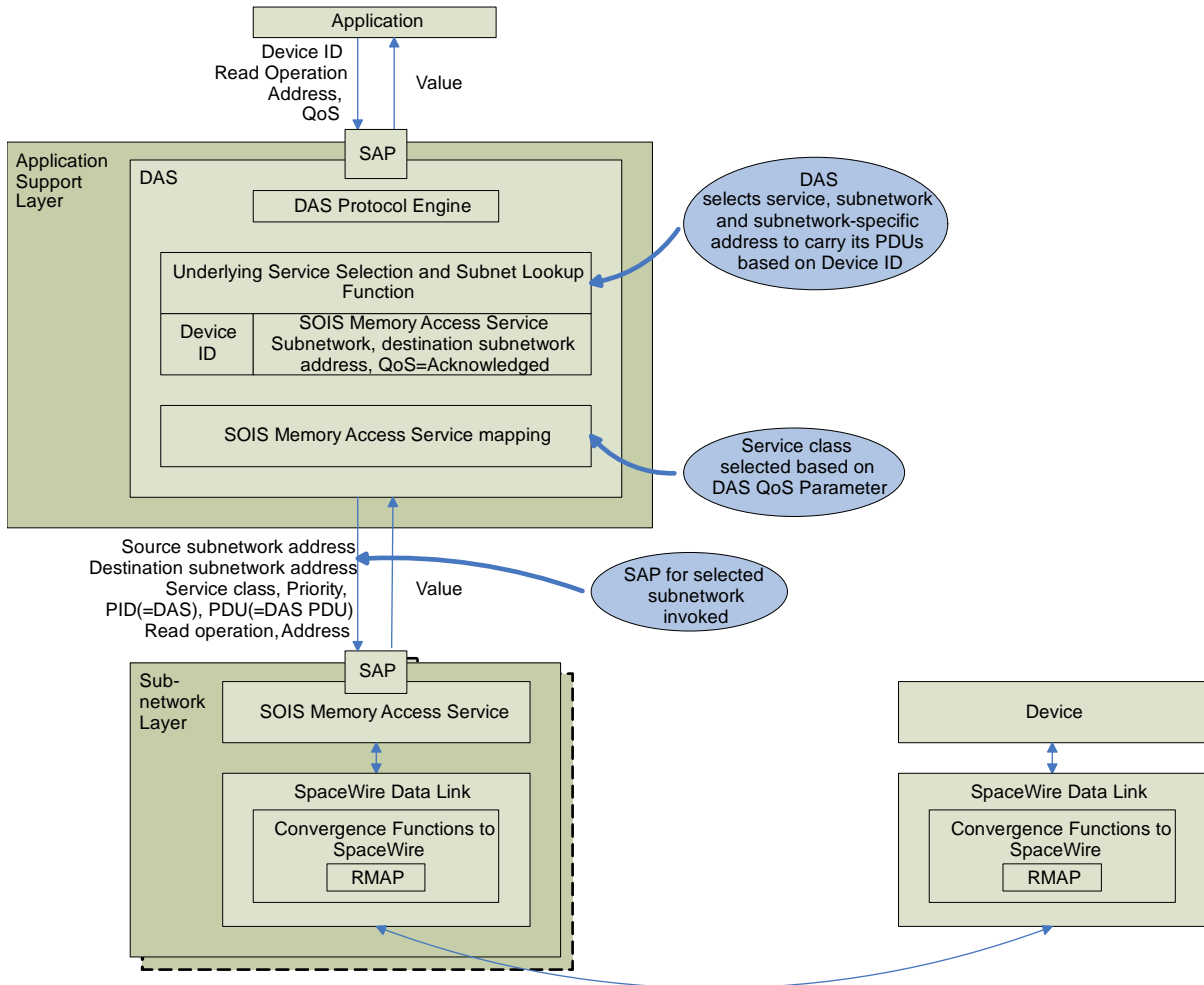 Application
Device ID
Read Operation
Address,
QoS
Value
SAP
Application
Support
Layer
DAS
DAS Protocol Engine
Underlying Service Selection and Subnet Lookup
Function
Device
ID
SOIS Memory Access Service
Subnetwork, destination subnetwork
address, QoS=Acknowledged
SOIS Memory Access Service mapping
DAS
selects service, subnetwork
and subnetwork-specific
address to carry its PDUs
based on Device ID
Service class
selected based on
DAS QoS Parameter
Source subnetwork address
Destination subnetwork address
Service class, Priority,
PID(=DAS), PDU(=DAS PDU)
Read operation, Address
Value
SAP for selected
subnetwork
invoked
SAP
Sub-
network
Layer
SOIS Memory Access Service
SpaceWire Data Link
Convergence Functions to
SpaceWire
RMAP
Device
SpaceWire Data Link
Convergence Functions to
SpaceWire
RMAP